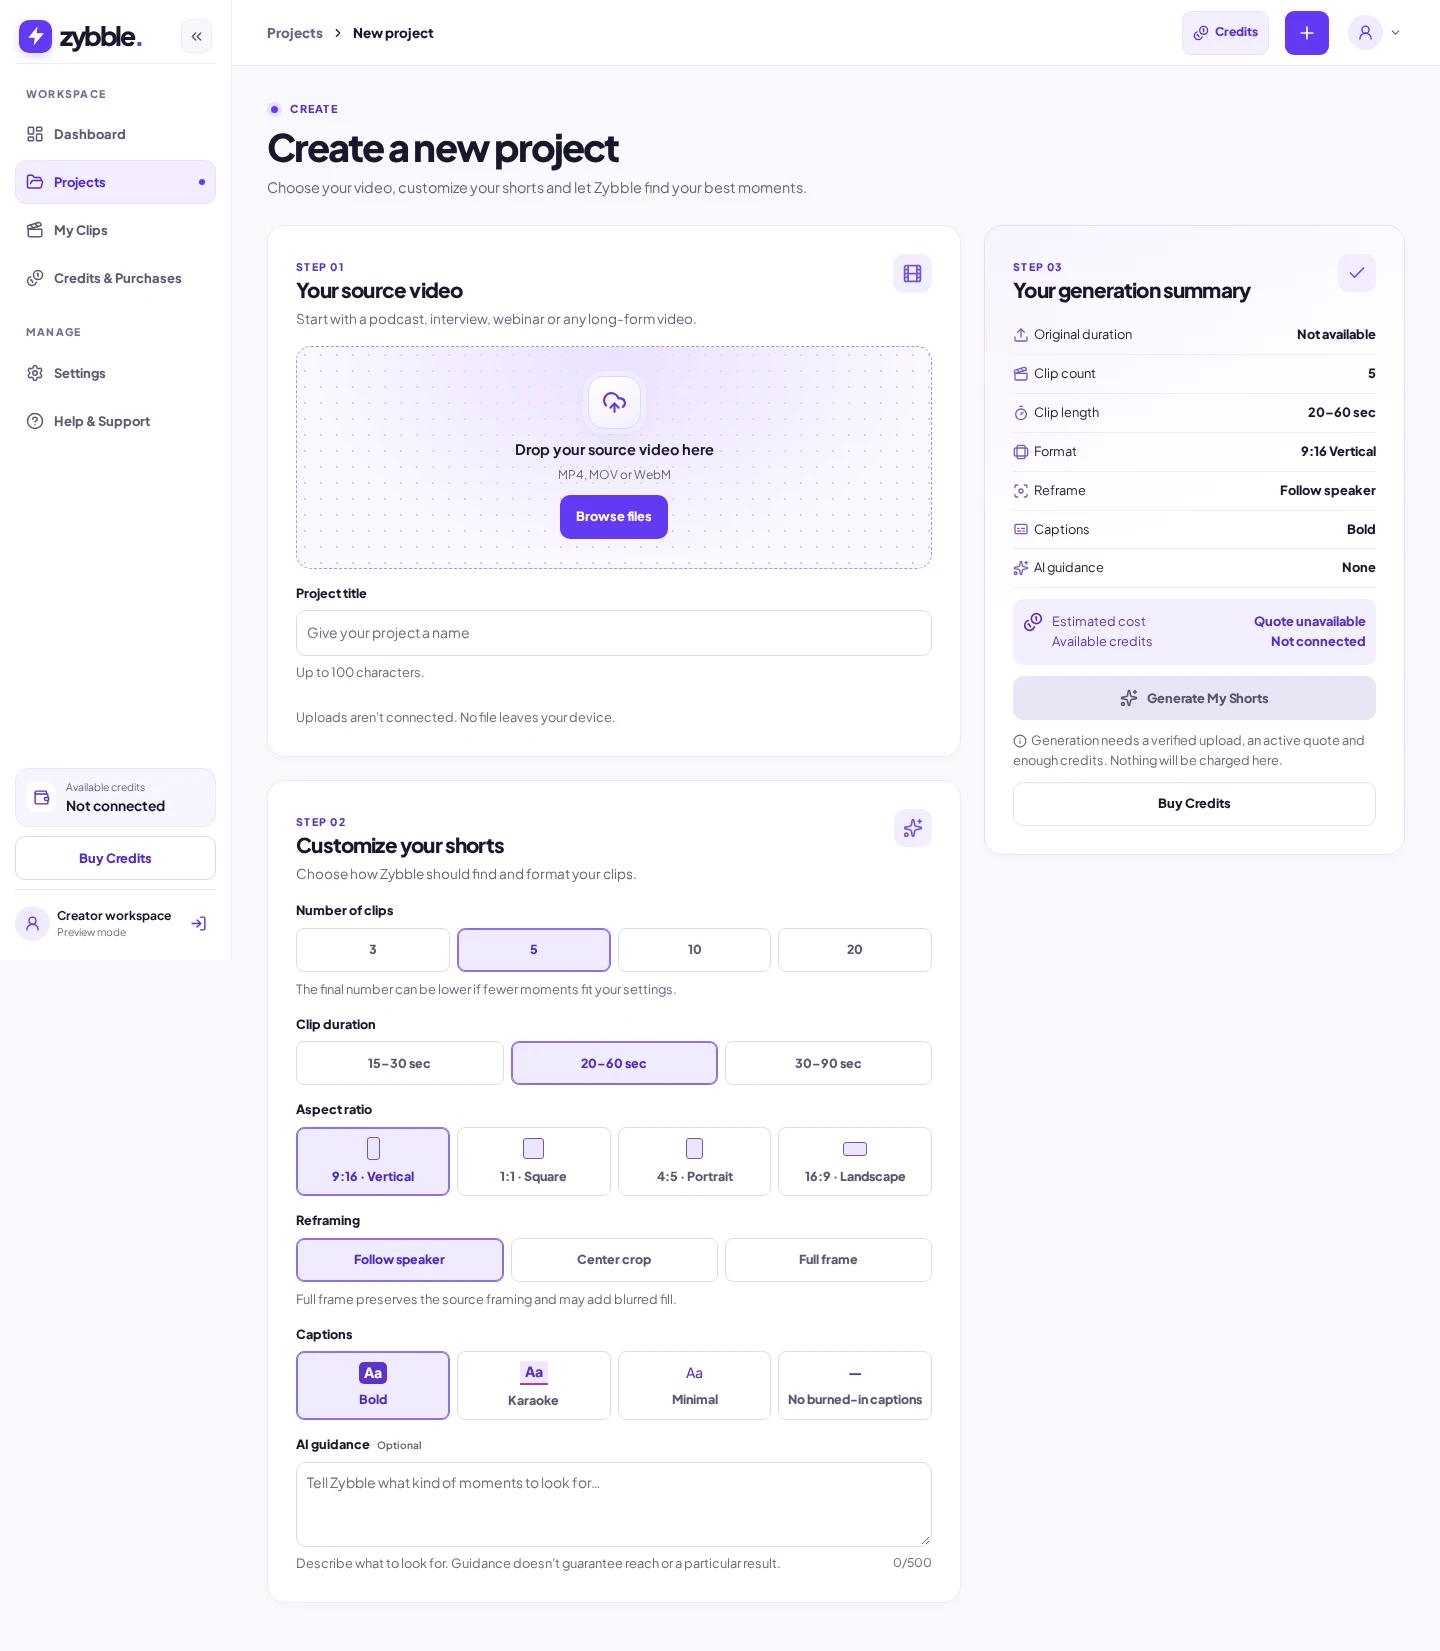 zybble.
WORKSPACE
Dashboard
Projects
My Clips
Credits & Purchases
MANAGE
Settings
Help & Support
Available credits
Not connected
Buy Credits
Creator workspace
Preview mode
Projects > New project
Credits
CREATE
Create a new project
Choose your video, customize your shorts and let Zybble find your best moments.
STEP 01
Your source video
Start with a podcast, interview, webinar or any long-form video.
Drop your source video here
MP4, MOV or WebM
Browse files
Project title
Give your project a name
Up to 100 characters.
Uploads aren't connected. No file leaves your device.
STEP 02
Customize your shorts
Choose how Zybble should find and format your clips.
Number of clips
3 5 10 20
The final number can be lower if fewer moments fit your settings.
Clip duration
15–30 sec 20–60 sec 30–90 sec
Aspect ratio
9:16 · Vertical 1:1 · Square 4:5 · Portrait 16:9 · Landscape
Reframing
Follow speaker Center crop Full frame
Full frame preserves the source framing and may add blurred fill.
Captions
Aa Aa Aa –
Bold Karaoke Minimal No burned-in captions
AI guidance Optional
Tell Zybble what kind of moments to look for…
Describe what to look for. Guidance doesn't guarantee reach or a particular result. 0/500
STEP 03
Your generation summary
Original duration Not available
Clip count 5
Clip length 20–60 sec
Format 9:16 Vertical
Reframe Follow speaker
Captions Bold
AI guidance None
Estimated cost Quote unavailable
Available credits Not connected
Generate My Shorts
Generation needs a verified upload, an active quote and
enough credits. Nothing will be charged here.
Buy Credits